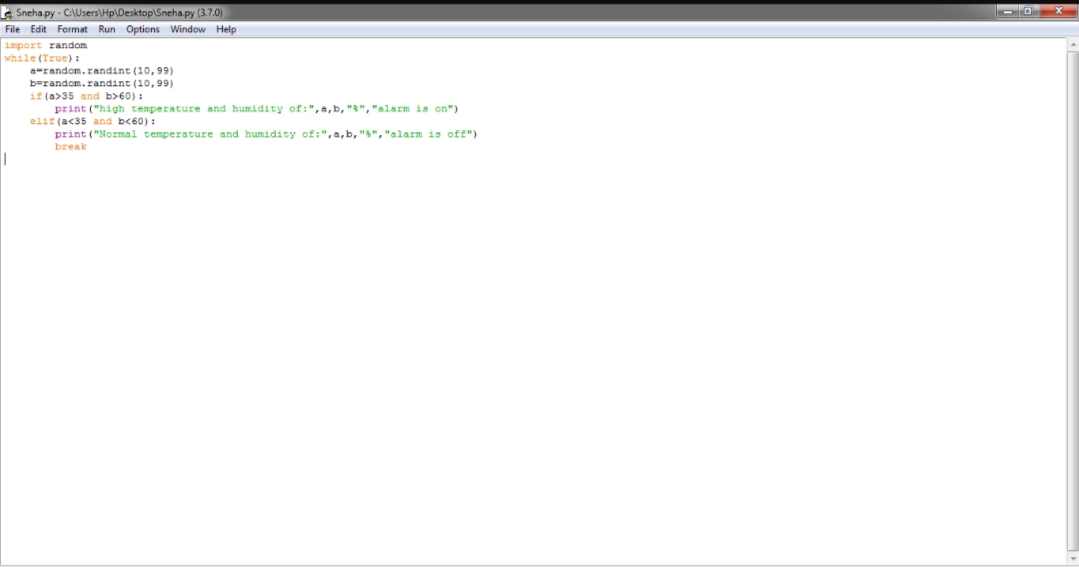 Sneha.py - C:\Users\Hp\Desktop\Sneha.py (3.7.0)
File Edit Format Run Options Window Help
import random
while(True):
    a=random.randint(10,99)
    b=random.randint(10,99)
    if(a>35 and b>60):
        print("high temperature and humidity of:",a,b,"%","alarm is on")
    elif(a<35 and b<60):
        print("Normal temperature and humidity of:",a,b,"%","alarm is off")
        break